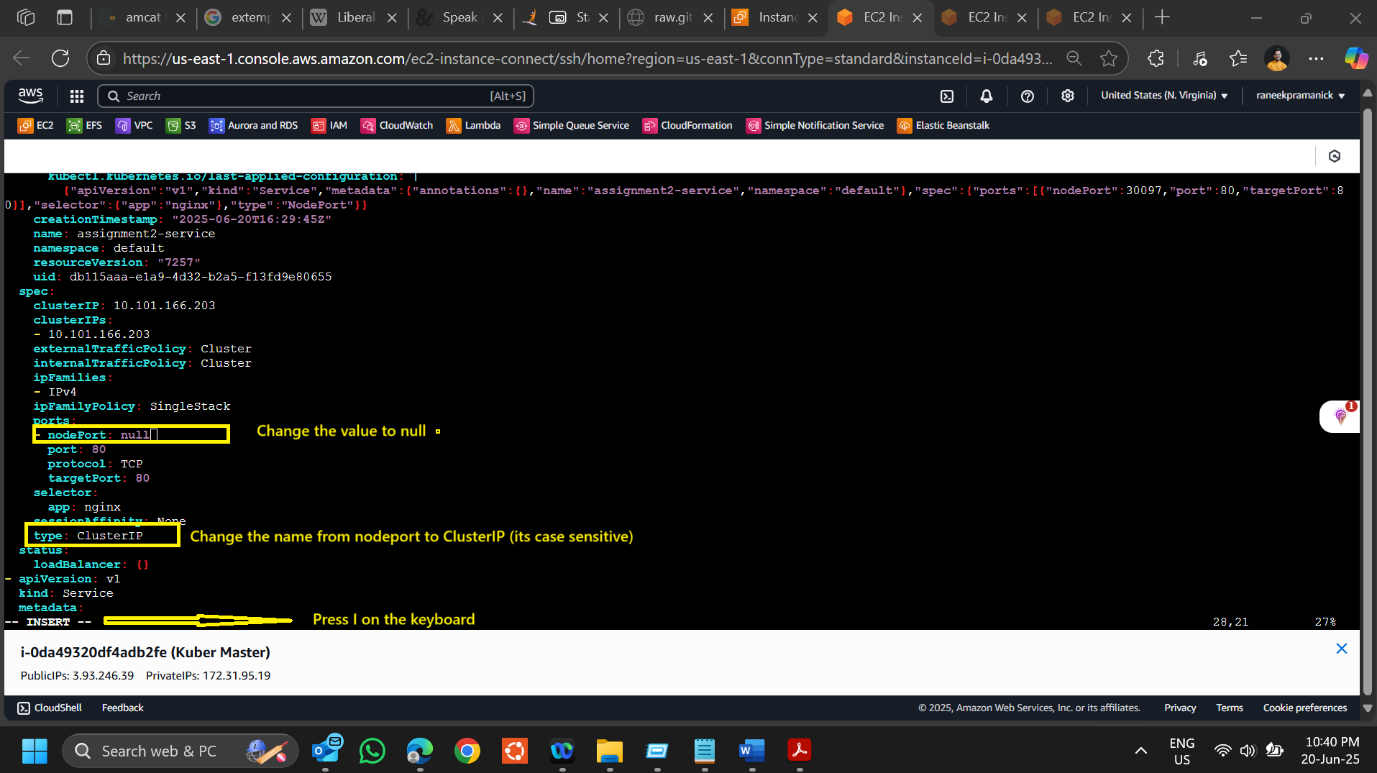 amcat
extemp
Liberal
Speak
St
raw.git
Instanc
EC2 In
EC2 In
EC2 In
https://us-east-1.console.aws.amazon.com/ec2-instance-connect/ssh/home?region=us-east-1&connType=standard&instanceId=i-0da493...
aws
Search
[Alt+S]
United States (N. Virginia)
raneekpramanick
EC2 EFS VPC S3 Aurora and RDS IAM CloudWatch Lambda Simple Queue Service CloudFormation Simple Notification Service Elastic Beanstalk
kubectl.kubernetes.io/last-applied-configuration: |
{"apiVersion":"v1","kind":"Service","metadata":{"annotations":{},"name":"assignment2-service","namespace":"default"},"spec":{"ports":[{"nodePort":30097,"port":80,"targetPort":8
0}],"selector":{"app":"nginx"},"type":"NodePort"}}
creationTimestamp: "2025-06-20T16:29:45Z"
name: assignment2-service
namespace: default
resourceVersion: "7257"
uid: db115aaa-e1a9-4d32-b2a5-f13fd9e80655
spec:
clusterIP: 10.101.166.203
clusterIPs:
- 10.101.166.203
externalTrafficPolicy: Cluster
internalTrafficPolicy: Cluster
ipFamilies:
- IPv4
ipFamilyPolicy: SingleStack
ports:
- nodePort: null
Change the value to null
port: 80
protocol: TCP
targetPort: 80
selector:
app: nginx
sessionAffinity: None
type: ClusterIP
Change the name from nodeport to ClusterIP (its case sensitive)
status:
loadBalancer: {}
- apiVersion: v1
kind: Service
metadata:
-- INSERT --
Press I on the keyboard
28,21
27%
1
i-0da49320df4adb2fe (Kuber Master)
PublicIPs: 3.93.246.39 PrivateIPs: 172.31.95.19
CloudShell Feedback
© 2025, Amazon Web Services, Inc. or its affiliates. Privacy Terms Cookie preferences
Search web & PC
ENG
US
10:40 PM
20-Jun-25